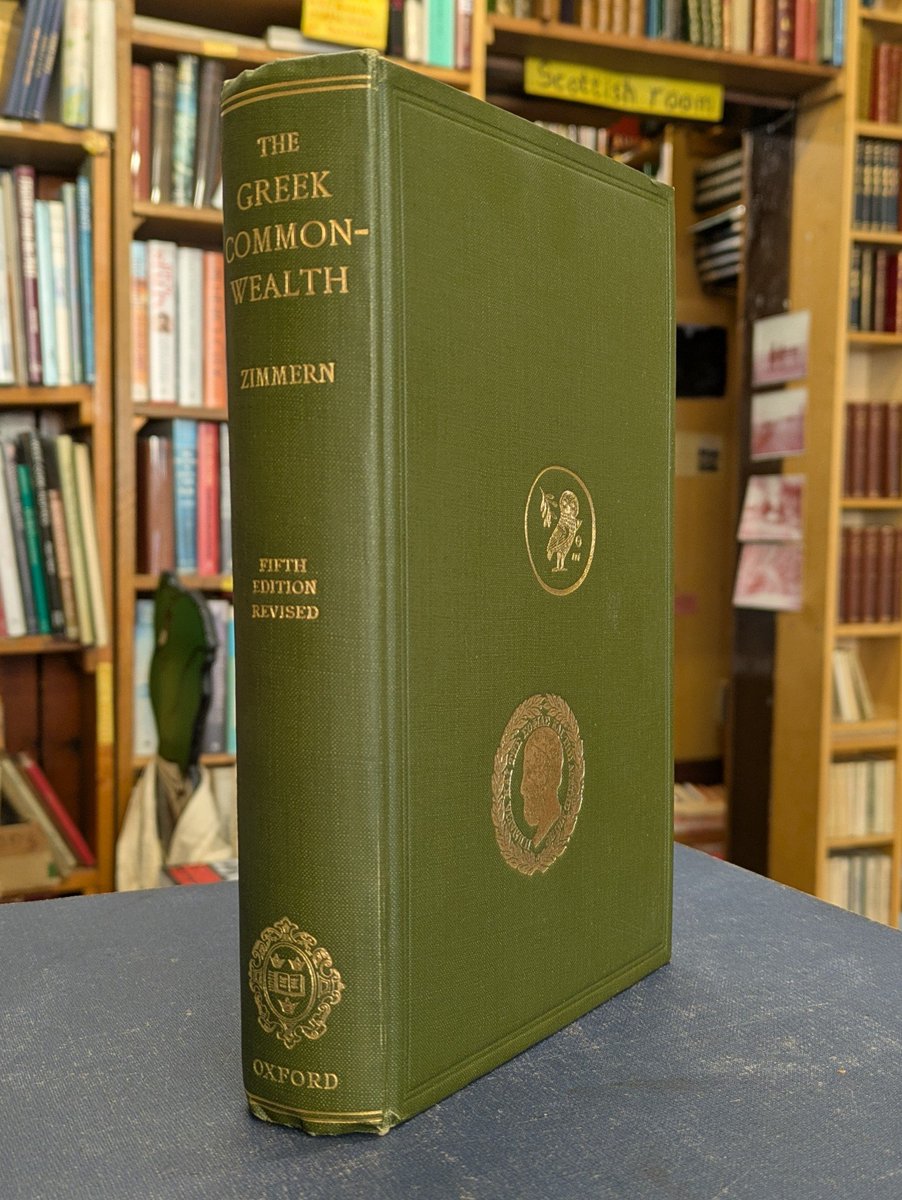 THE
GREEK
COMMON-
WEALTH
ZIMMERN
FIFTH
EDITION
REVISED
OXFORD
Scottish room